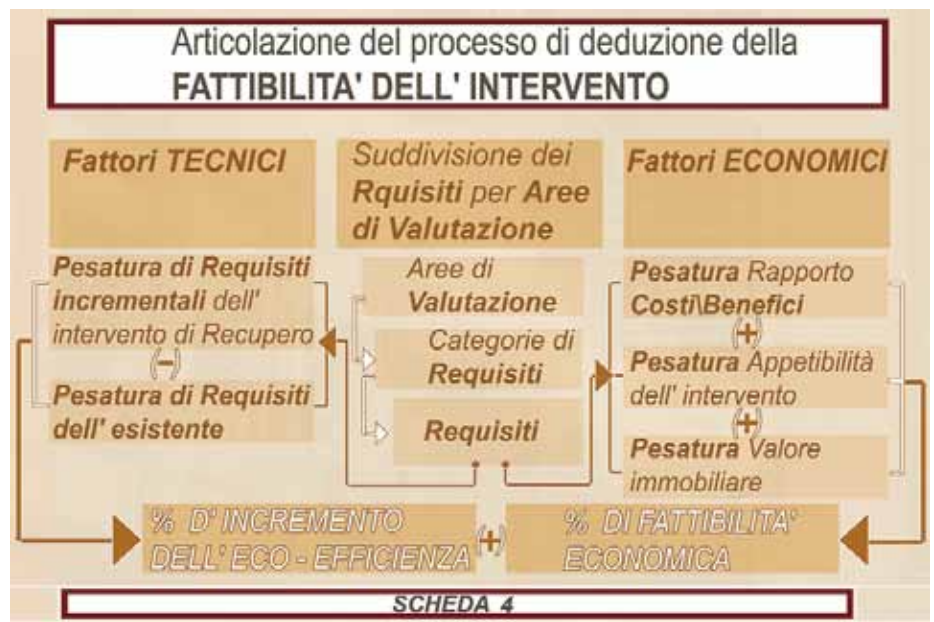 Articolazione del processo di deduzione della
FATTIBILITA' DELL' INTERVENTO
Fattori TECNICI
Suddivisione dei
Rquisiti per Aree
di Valutazione
Fattori ECONOMICI
Pesatura di Requisiti
incrementali dell'
intervento di Recupero
(-)
Pesatura di Requisiti
dell' esistente
Aree di
Valutazione
Categorie di
Requisiti
Requisiti
Pesatura Rapporto
Costi\Benefici
(+)
Pesatura Appetibilità
dell' intervento
(+)
Pesatura Valore
immobiliare
% D' INCREMENTO
DELL' ECO - EFFICIENZA
(+)
% DI FATTIBILITA'
ECONOMICA
SCHEDA 4